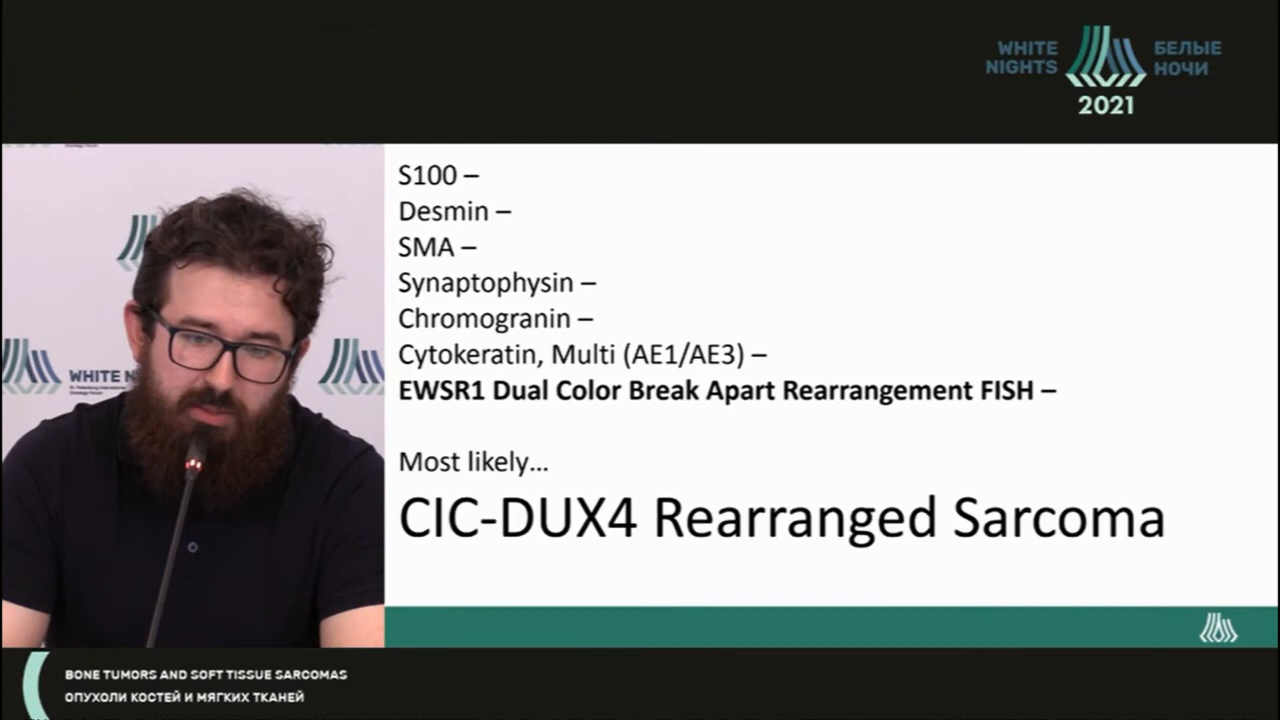 WHITE
NIGHTS
БЕЛЫЕ
НОЧИ
2021
S100 –
Desmin –
SMA –
Synaptophysin –
Chromogranin –
Cytokeratin, Multi (AE1/AE3) –
EWSR1 Dual Color Break Apart Rearrangement FISH –
Most likely...
CIC-DUX4 Rearranged Sarcoma
WHITE N
BONE TUMORS AND SOFT TISSUE SARCOMAS
ОПУХОЛИ КОСТЕЙ И МЯГКИХ ТКАНЕЙ